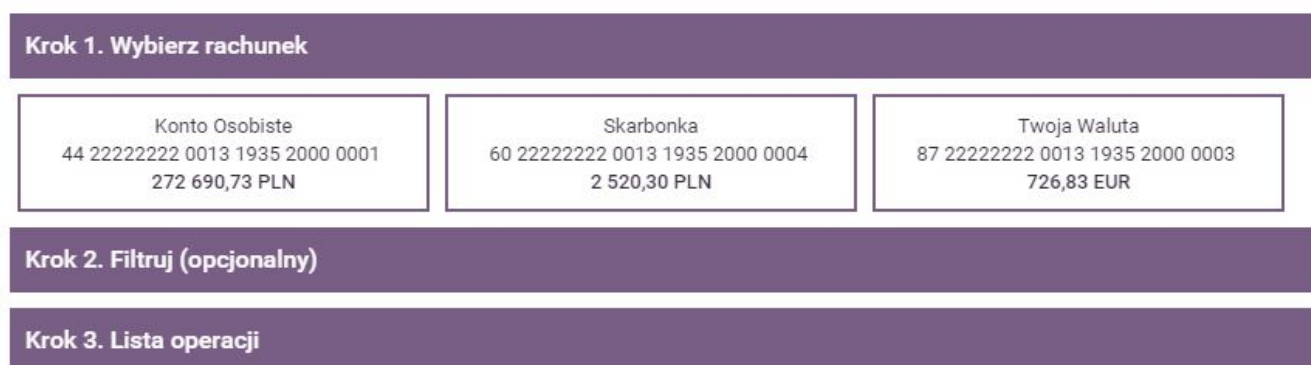 Krok 1. Wybierz rachunek
Konto Osobiste
44 22222222 0013 1935 2000 0001
272 690,73 PLN
Skarbonka
60 22222222 0013 1935 2000 0004
2 520,30 PLN
Twoja Waluta
87 22222222 0013 1935 2000 0003
726,83 EUR
Krok 2. Filtruj (opcjonalny)
Krok 3. Lista operacji